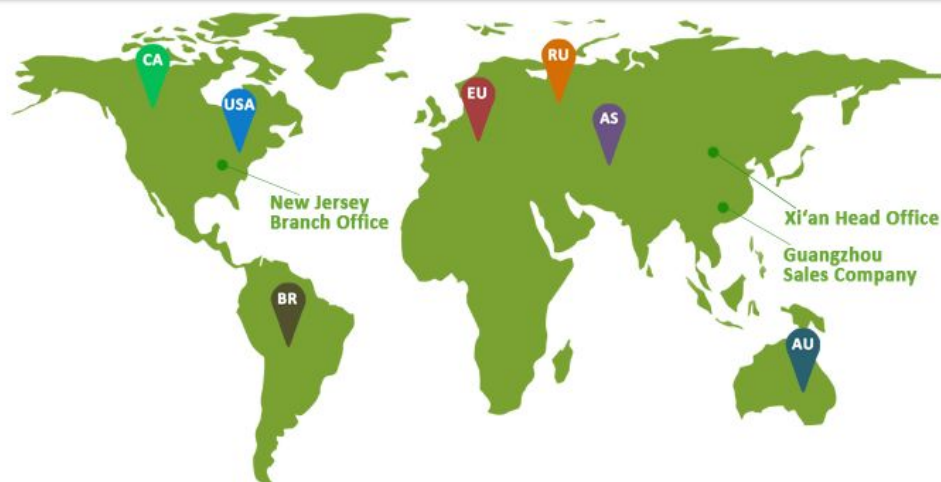 CA
RU
USA
EU
AS
New Jersey
Branch Office
Xi‘an Head Office
Guangzhou
Sales Company
BR
AU